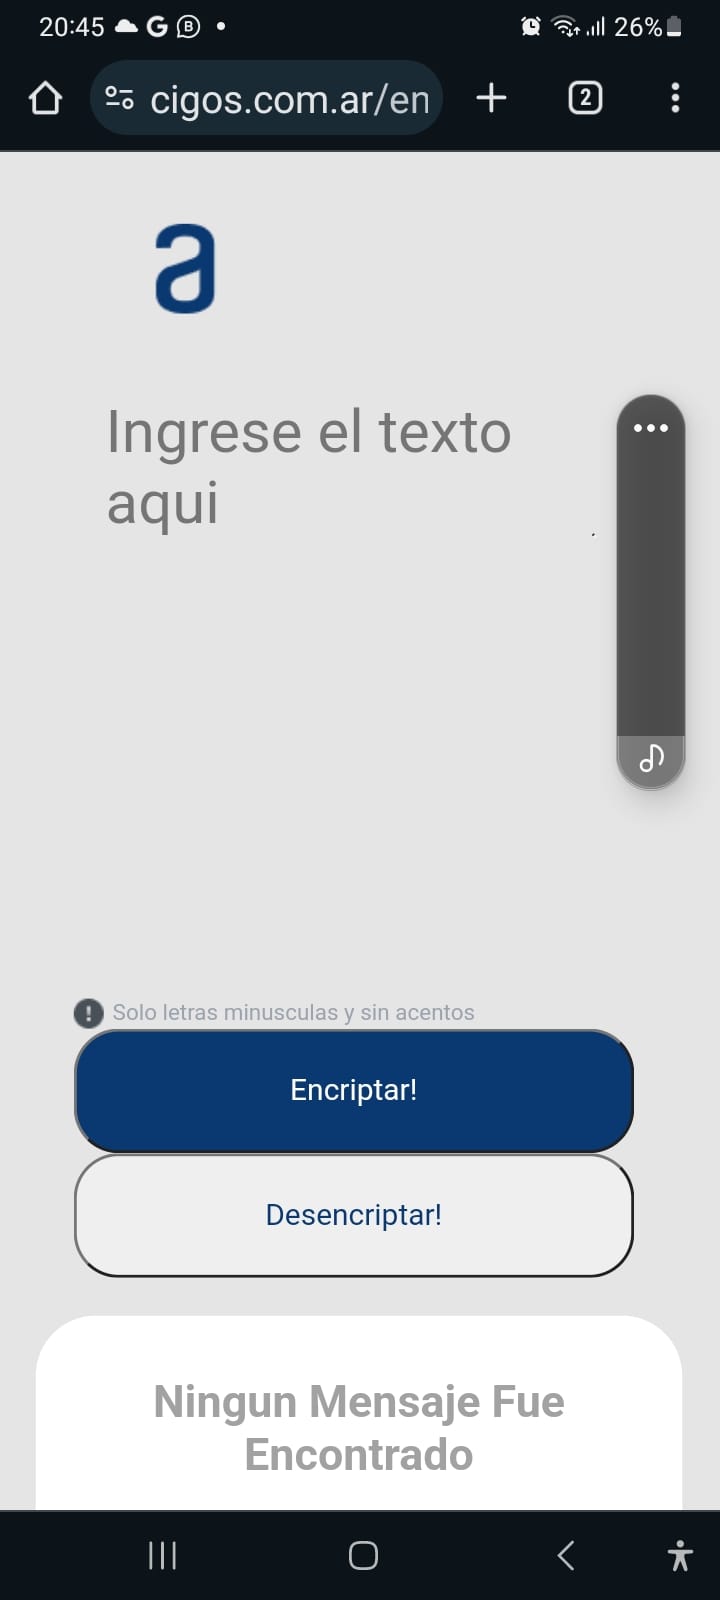 20:45 G B • 26%
cigos.com.ar/en 2
a
Ingrese el texto
aqui
Solo letras minusculas y sin acentos
Encriptar!
Desencriptar!
Ningun Mensaje Fue
Encontrado